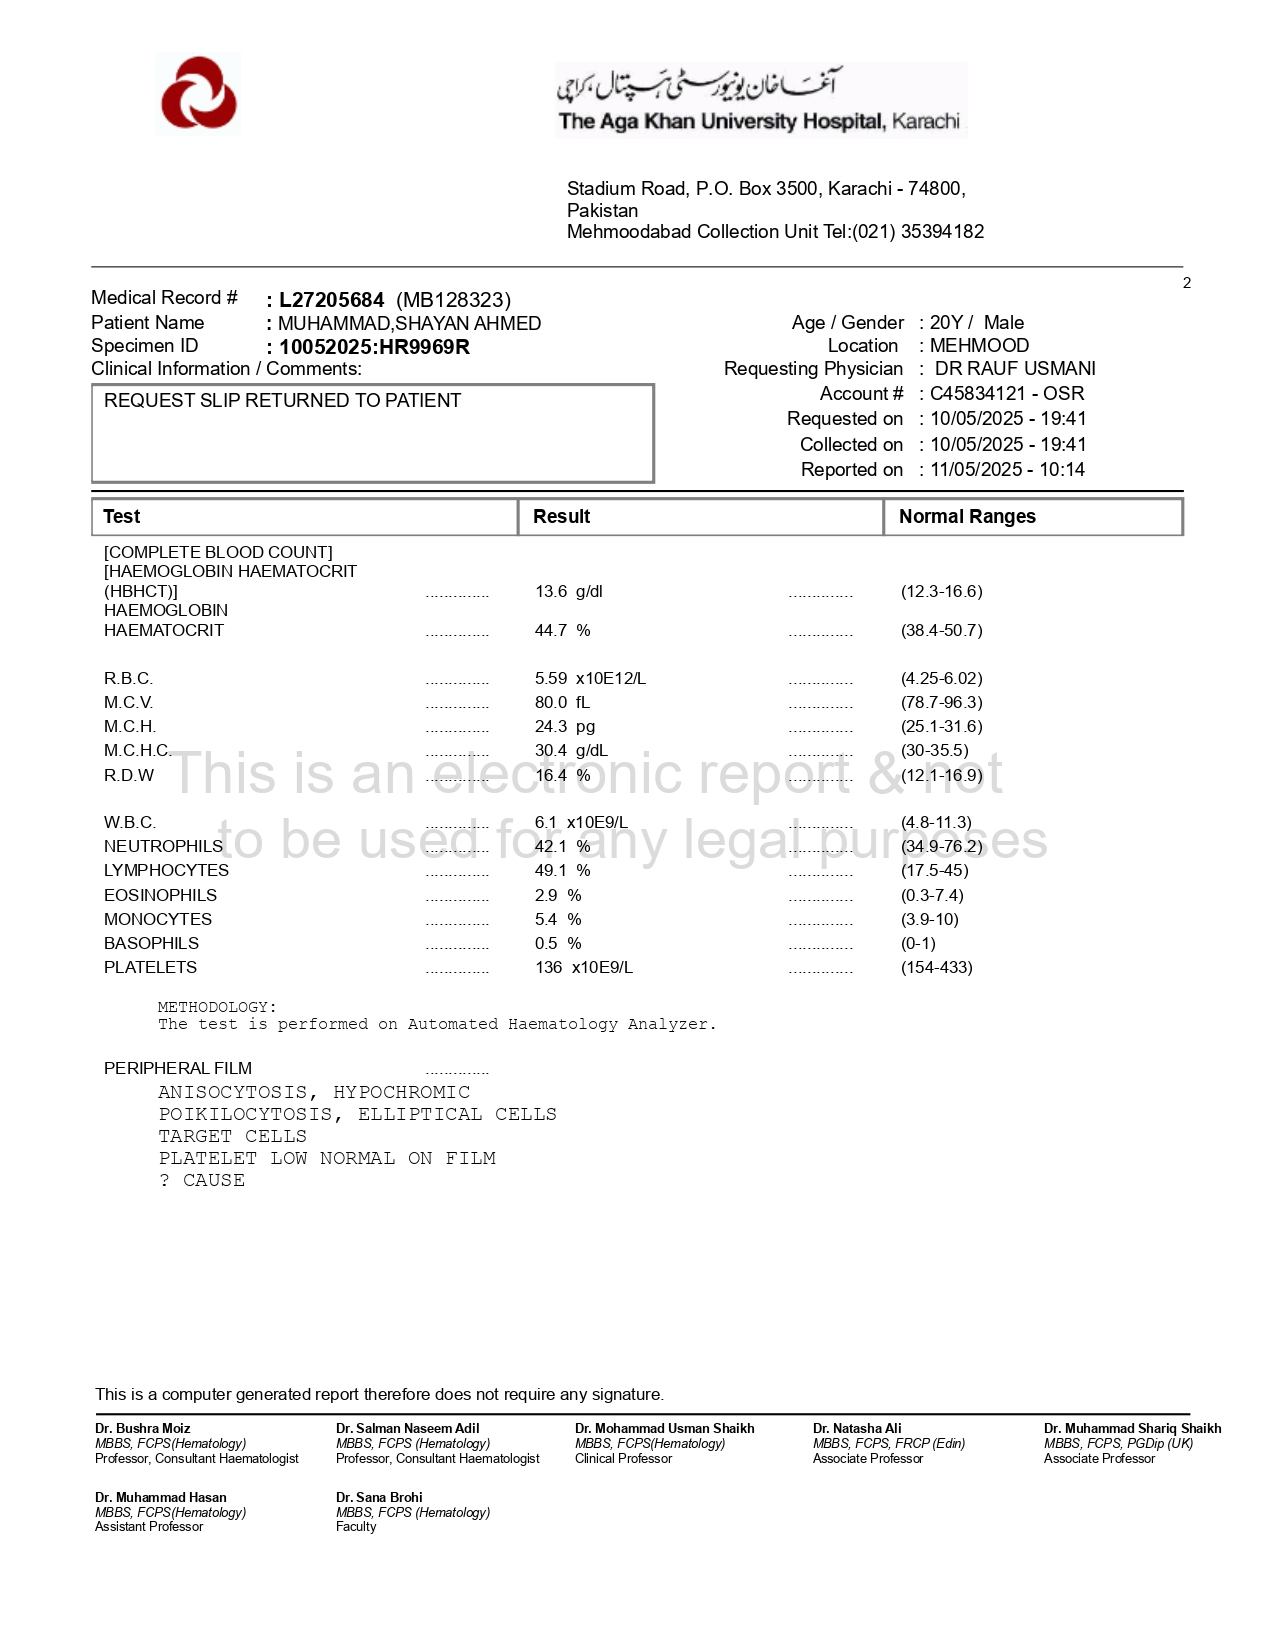 آغا خان یونیورسٹی ہسپتال، کراچی
The Aga Khan University Hospital, Karachi
Stadium Road, P.O. Box 3500, Karachi - 74800,
Pakistan
Mehmoodabad Collection Unit Tel:(021) 35394182
2
Medical Record # : L27205684 (MB128323)
Patient Name : MUHAMMAD,SHAYAN AHMED Age / Gender : 20Y / Male
Specimen ID : 10052025:HR9969R Location : MEHMOOD
Clinical Information / Comments: Requesting Physician : DR RAUF USMANI
REQUEST SLIP RETURNED TO PATIENT Account # : C45834121 - OSR
Requested on : 10/05/2025 - 19:41
Collected on : 10/05/2025 - 19:41
Reported on : 11/05/2025 - 10:14
Test Result Normal Ranges
[COMPLETE BLOOD COUNT]
[HAEMOGLOBIN HAEMATOCRIT
(HBHCT)] .............. 13.6 g/dl .............. (12.3-16.6)
HAEMOGLOBIN
HAEMATOCRIT .............. 44.7 % .............. (38.4-50.7)
R.B.C. .............. 5.59 x10E12/L .............. (4.25-6.02)
M.C.V. .............. 80.0 fL .............. (78.7-96.3)
M.C.H. .............. 24.3 pg .............. (25.1-31.6)
M.C.H.C. .............. 30.4 g/dL .............. (30-35.5)
R.D.W .............. 16.4 % .............. (12.1-16.9)
This is an electronic report & not
W.B.C. .............. 6.1 x10E9/L .............. (4.8-11.3)
to be used for any legal purposes
NEUTROPHILS .............. 42.1 % .............. (34.9-76.2)
LYMPHOCYTES .............. 49.1 % .............. (17.5-45)
EOSINOPHILS .............. 2.9 % .............. (0.3-7.4)
MONOCYTES .............. 5.4 % .............. (3.9-10)
BASOPHILS .............. 0.5 % .............. (0-1)
PLATELETS .............. 136 x10E9/L .............. (154-433)
METHODOLOGY:
The test is performed on Automated Haematology Analyzer.
PERIPHERAL FILM ..............
ANISOCYTOSIS, HYPOCHROMIC
POIKILOCYTOSIS, ELLIPTICAL CELLS
TARGET CELLS
PLATELET LOW NORMAL ON FILM
? CAUSE
This is a computer generated report therefore does not require any signature.
Dr. Bushra Moiz Dr. Salman Naseem Adil Dr. Mohammad Usman Shaikh Dr. Natasha Ali Dr. Muhammad Shariq Shaikh
MBBS, FCPS(Hematology) MBBS, FCPS (Hematology) MBBS, FCPS(Hematology) MBBS, FCPS, FRCP (Edin) MBBS, FCPS, PGDip (UK)
Professor, Consultant Haematologist Professor, Consultant Haematologist Clinical Professor Associate Professor Associate Professor
Dr. Muhammad Hasan Dr. Sana Brohi
MBBS, FCPS(Hematology) MBBS, FCPS (Hematology)
Assistant Professor Faculty